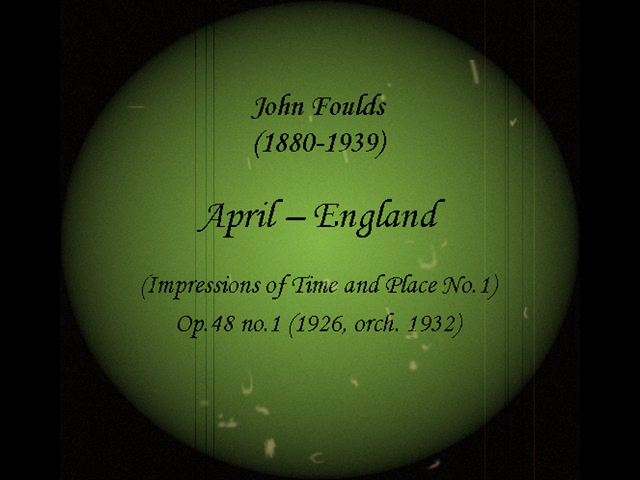 John Foulds
(1880-1939)
April – England
(Impressions of Time and Place No.1)
Op.48 no.1 (1926, orch. 1932)